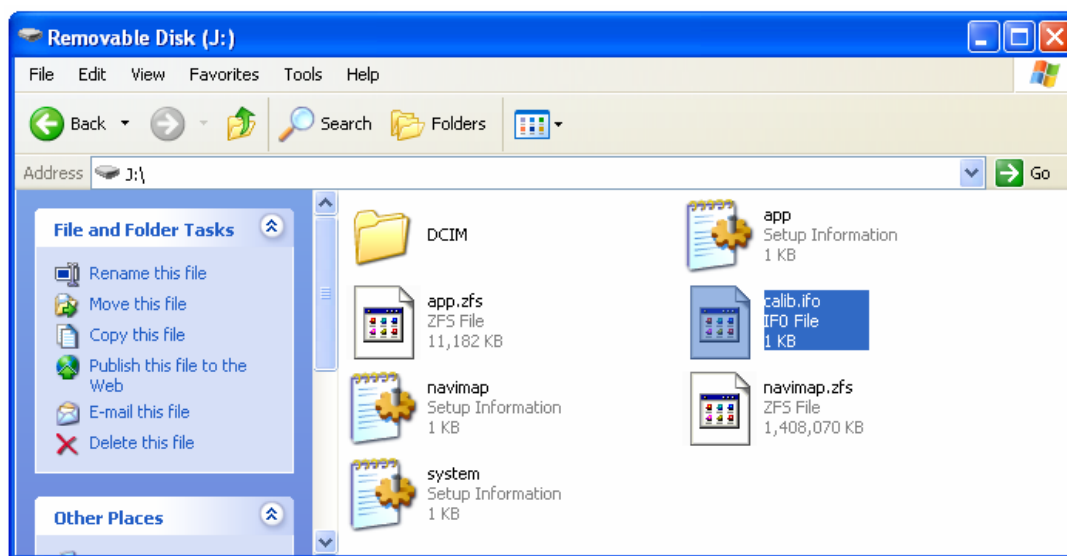 Removable Disk (J:)
File Edit View Favorites Tools Help
Back Search Folders
Address J:\ Go
File and Folder Tasks
Rename this file
Move this file
Copy this file
Publish this file to the
Web
E-mail this file
Delete this file
Other Places
DCIM
app
Setup Information
1 KB
app.zfs
ZFS File
11,182 KB
calib.ifo
IFO File
1 KB
navimap
Setup Information
1 KB
navimap.zfs
ZFS File
1,408,070 KB
system
Setup Information
1 KB